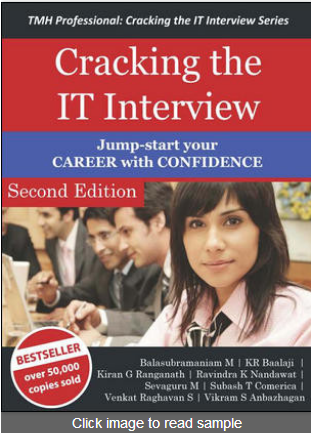 TMH Professional: Cracking the IT Interview Series
Cracking the
IT Interview
Jump-start your
CAREER with CONFIDENCE
Second Edition
BESTSELLER
over 50,000
copies sold
Balasubramaniam M | KR Baalaji |
Kiran G Ranganath | Ravindra K Nandawat |
Sevaguru M | Subash T Comerica |
Venkat Raghavan S | Vikram S Anbazhagan
Click image to read sample